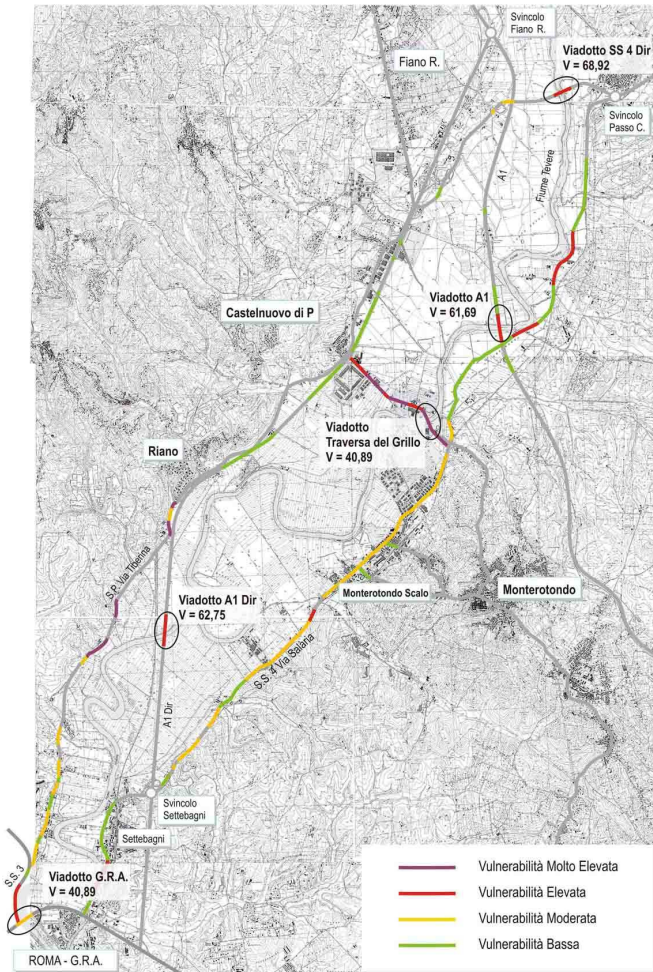 Svincolo
Fiano R.
Viadotto SS 4 Dir
V = 68,92
Fiano R.
Svincolo
Passo C.
A1
Fiume Tevere
Viadotto A1
V = 61,69
Castelnuovo di P
Viadotto
Traversa del Grillo
V = 40,89
Riano
S.P. Via Tiberina
Monterotondo Scalo
Monterotondo
Viadotto A1 Dir
V = 62,75
S.S. 4 Via Salaria
A1 Dir
Svincolo
Settebagni
Settebagni
S.S. 3
Viadotto G.R.A.
V = 40,89
ROMA - G.R.A.
Vulnerabilità Molto Elevata
Vulnerabilità Elevata
Vulnerabilità Moderata
Vulnerabilità Bassa